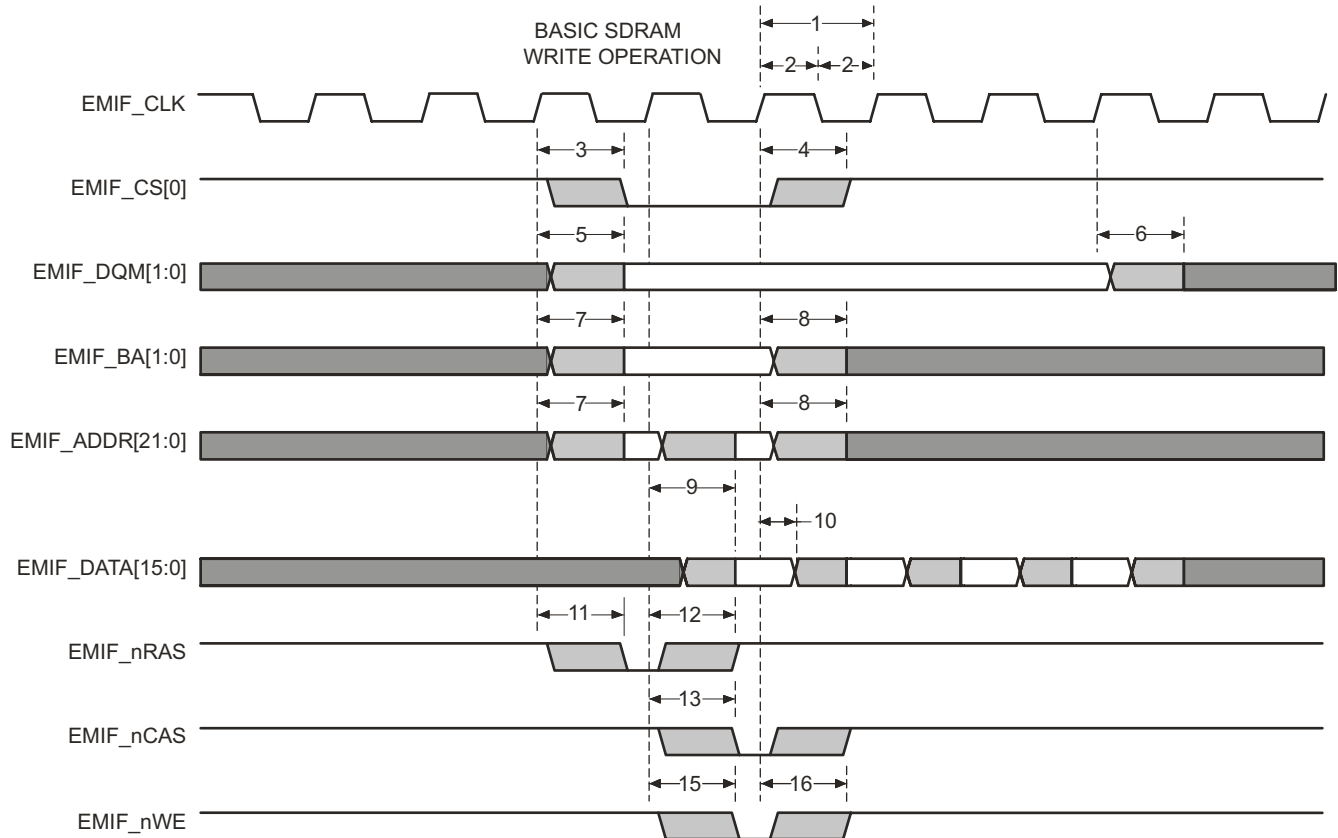 BASIC SDRAM
WRITE OPERATION
1
2 2
EMIF_CLK
3 4
EMIF_CS[0]
5 6
EMIF_DQM[1:0]
7 8
EMIF_BA[1:0]
7 8
EMIF_ADDR[21:0]
9
10
EMIF_DATA[15:0]
11 12
EMIF_nRAS
13
EMIF_nCAS
15 16
EMIF_nWE